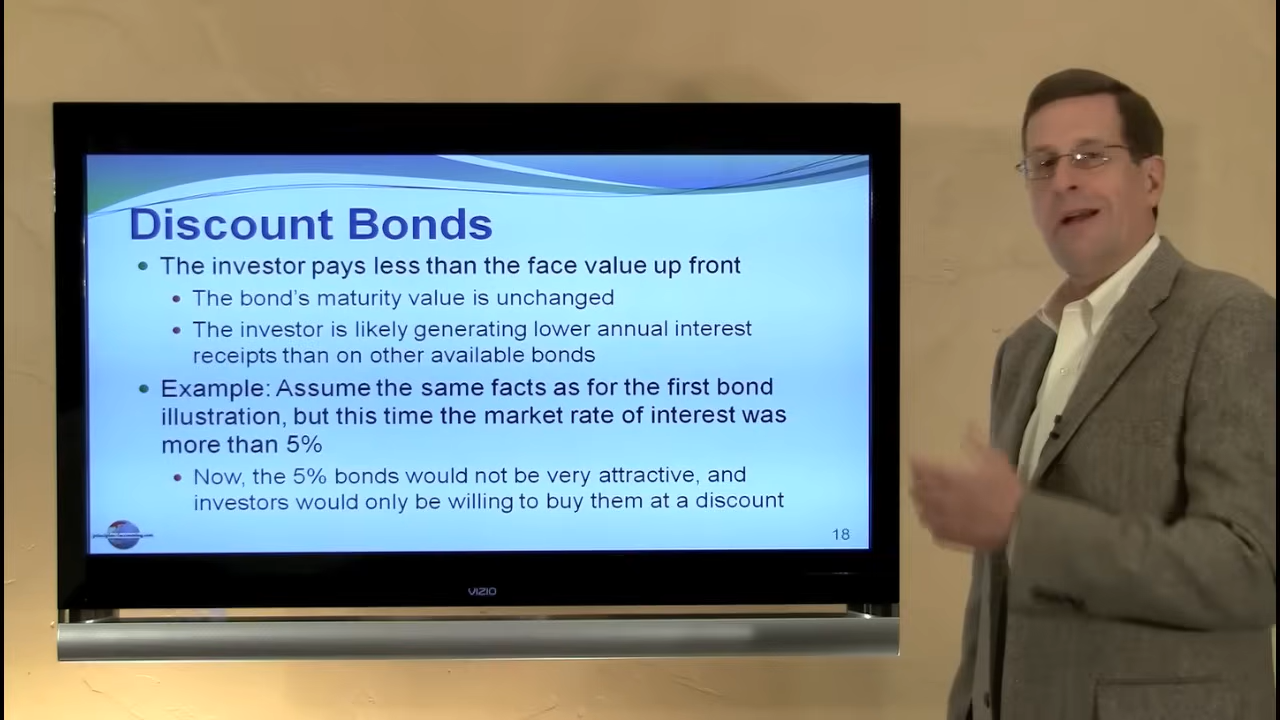 Discount Bonds
• The investor pays less than the face value up front
• The bond's maturity value is unchanged
• The investor is likely generating lower annual interest
receipts than on other available bonds
• Example: Assume the same facts as for the first bond
illustration, but this time the market rate of interest was
more than 5%
• Now, the 5% bonds would not be very attractive, and
investors would only be willing to buy them at a discount
18
VIZIO